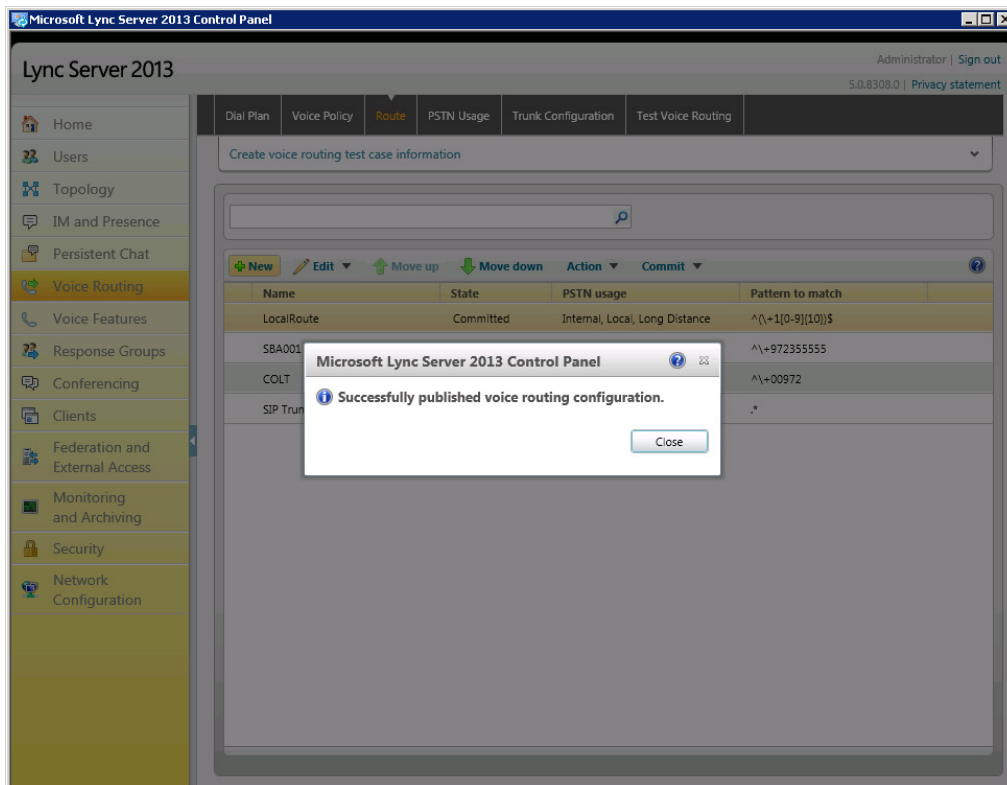 Microsoft Lync Server 2013 Control Panel
Lync Server 2013
Administrator | Sign out
5.0.8308.0 | Privacy statement
Home
Users
Topology
IM and Presence
Persistent Chat
Voice Routing
Voice Features
Response Groups
Conferencing
Clients
Federation and
External Access
Monitoring
and Archiving
Security
Network
Configuration
Dial Plan Voice Policy Route PSTN Usage Trunk Configuration Test Voice Routing
Create voice routing test case information
New Edit Move up Move down Action Commit
Name State PSTN usage Pattern to match
LocalRoute Committed Internal, Local, Long Distance ^(\+1[0-9]{10})$
SBA001 ^\+972355555
COLT ^\+00972
SIP Trun .*
Microsoft Lync Server 2013 Control Panel
Successfully published voice routing configuration.
Close